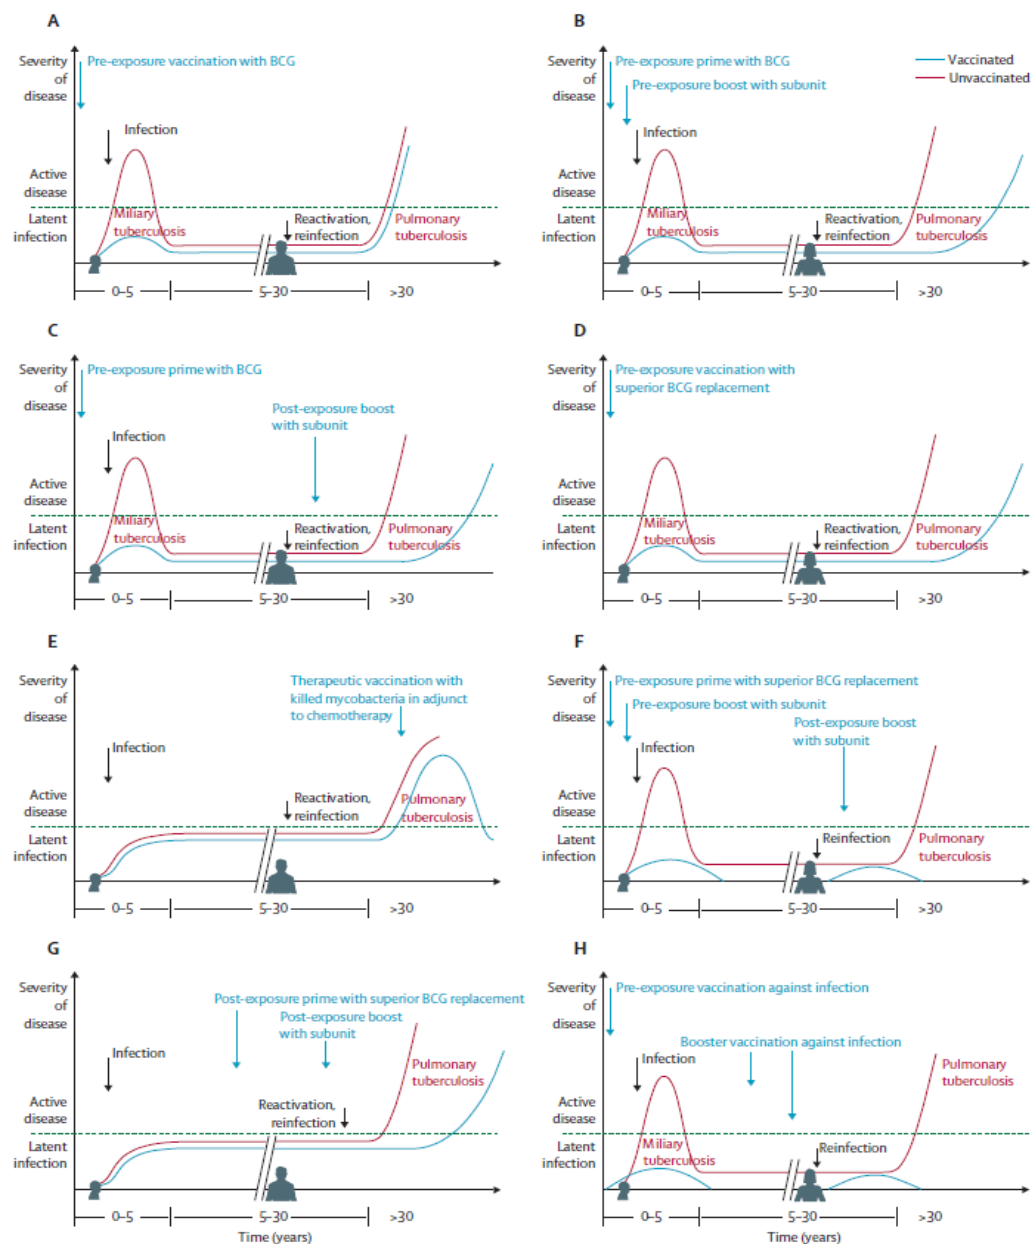 A
Severity
of
disease
Pre-exposure vaccination with BCG
Infection
Active
disease
Latent
infection
Miliary
tuberculosis
Reactivation,
reinfection
Pulmonary
tuberculosis
0–5
5–30
>30
B
Severity
of
disease
Pre-exposure prime with BCG
Pre-exposure boost with subunit
Vaccinated
Unvaccinated
Infection
Active
disease
Latent
infection
Miliary
tuberculosis
Reactivation,
reinfection
Pulmonary
tuberculosis
0–5
5–30
>30
C
Severity
of
disease
Pre-exposure prime with BCG
Post-exposure boost
with subunit
Infection
Active
disease
Latent
infection
Miliary
tuberculosis
Reactivation,
reinfection
Pulmonary
tuberculosis
0–5
5–30
>30
D
Severity
of
disease
Pre-exposure vaccination with
superior BCG replacement
Active
disease
Latent
infection
Miliary
tuberculosis
Reactivation,
reinfection
Pulmonary
tuberculosis
0–5
5–30
>30
E
Severity
of
disease
Therapeutic vaccination with
killed mycobacteria in adjunct
to chemotherapy
Infection
Active
disease
Latent
infection
Reactivation,
reinfection
Pulmonary
tuberculosis
0–5
5–30
>30
F
Severity
of
disease
Pre-exposure prime with superior BCG replacement
Pre-exposure boost with subunit
Post-exposure boost
with subunit
Infection
Active
disease
Latent
infection
Reinfection
Pulmonary
tuberculosis
0–5
5–30
>30
G
Severity
of
disease
Post-exposure prime with superior BCG replacement
Post-exposure boost
with subunit
Infection
Pulmonary
tuberculosis
Active
disease
Latent
infection
Reactivation,
reinfection
0–5
5–30
>30
Time (years)
H
Severity
of
disease
Pre-exposure vaccination against infection
Booster vaccination against infection
Infection
Pulmonary
tuberculosis
Active
disease
Latent
infection
Miliary
tuberculosis
Reinfection
0–5
5–30
>30
Time (years)